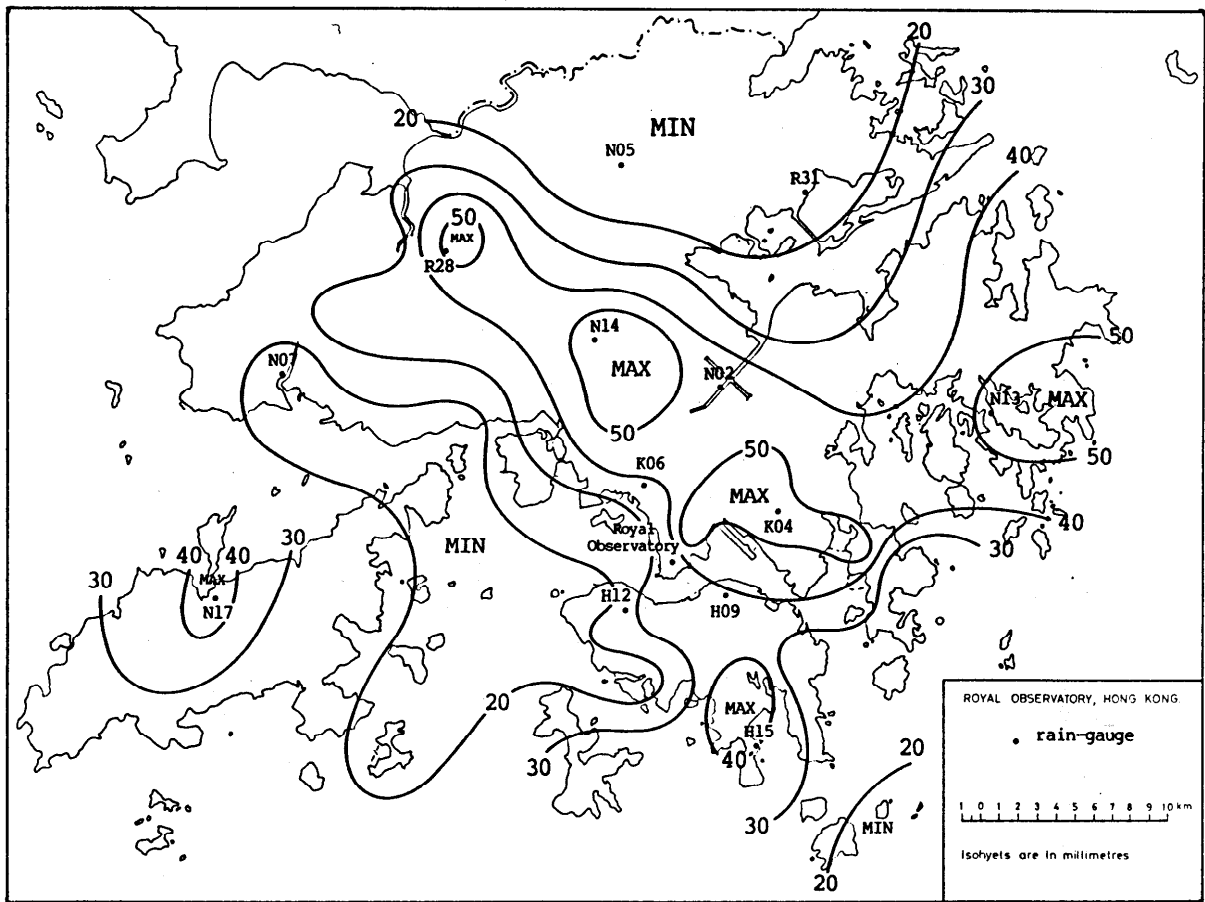 20
30
20
MIN
N05
40
R31
50
MAX
R28
N14
MAX
50
N07
N02
N13
MAX
50
50
K06
50
MAX
K04
Royal
Observatory
40
MIN
30
40
40
30
30
MAX
N17
H12
H09
20
MAX
H15
30
40
30
20
MIN
20
ROYAL OBSERVATORY, HONG KONG.
rain-gauge
1 0 1 2 3 4 5 6 7 8 9 10 km
Isohyets are in millimetres